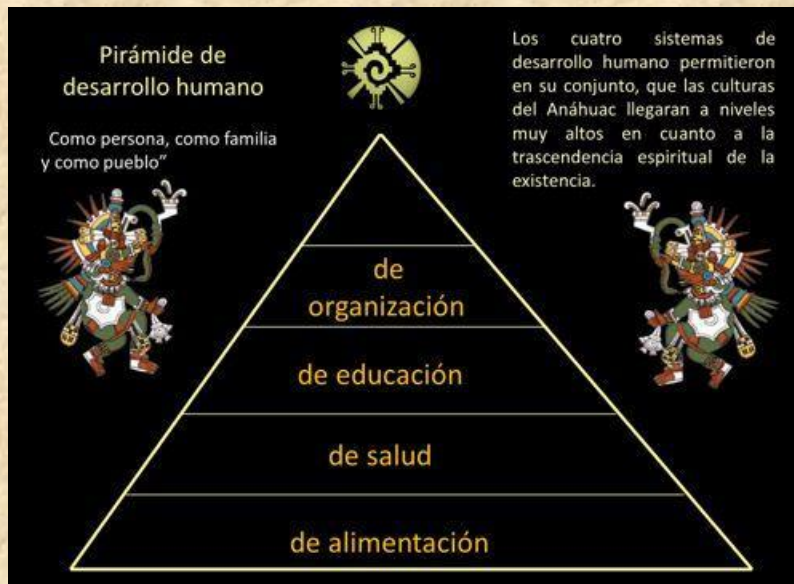 Pirámide de
desarrollo humano
Como persona, como familia
y como pueblo”
Los cuatro sistemas de
desarrollo humano permitieron
en su conjunto, que las culturas
del Anáhuac llegaran a niveles
muy altos en cuanto a la
trascendencia espiritual de la
existencia.
de
organización
de educación
de salud
de alimentación